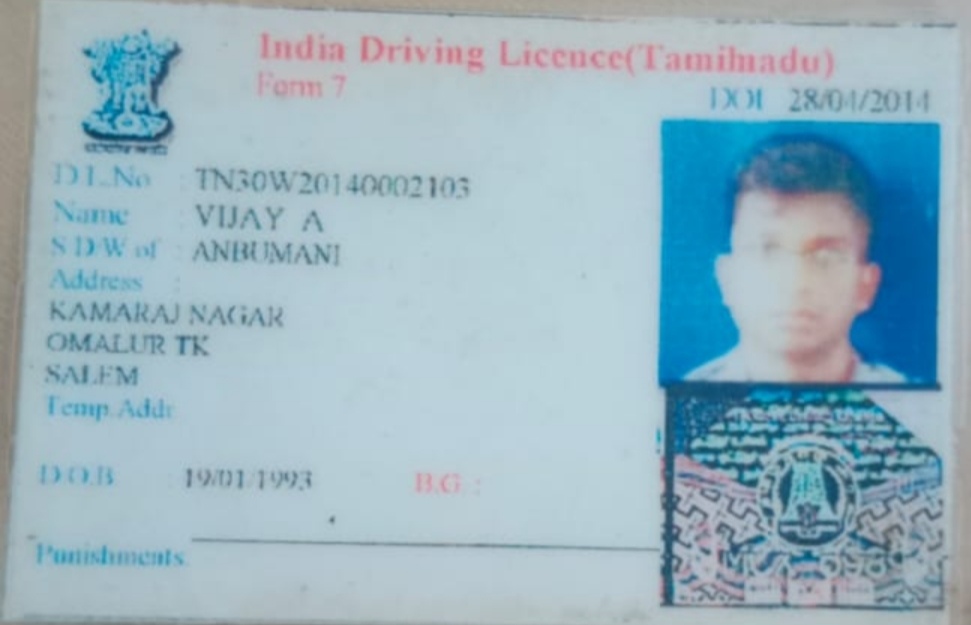 India Driving Licence(Tamilnadu)
Form 7
DOI 28/04/2014
D L.No : TN30W20140002103
Name : VIJAY A
S D/W of : ANBUMANI
Address :
KAMARAJ NAGAR
OMALUR TK
SALEM
Temp.Addr
D.O.B : 19/01/1993 B.G. :
Punishments.